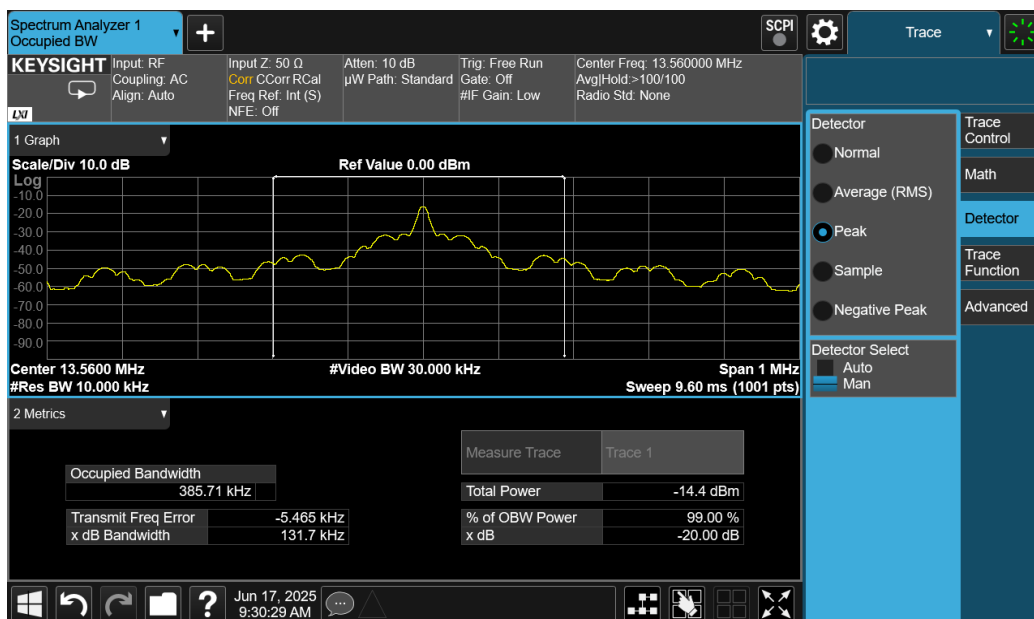 Spectrum Analyzer 1
Occupied BW
+
SCPI
Trace
KEYSIGHT
LXI
Input: RF
Coupling: AC
Align: Auto
Input Z: 50 Ω
Corr CCorr RCal
Freq Ref: Int (S)
NFE: Off
Atten: 10 dB
µW Path: Standard
Trig: Free Run
Gate: Off
#IF Gain: Low
Center Freq: 13.560000 MHz
Avg|Hold:>100/100
Radio Std: None
1 Graph
Scale/Div 10.0 dB
Ref Value 0.00 dBm
Log
-10.0
-20.0
-30.0
-40.0
-50.0
-60.0
-70.0
-80.0
-90.0
Center 13.5600 MHz
#Video BW 30.000 kHz
Span 1 MHz
#Res BW 10.000 kHz
Sweep 9.60 ms (1001 pts)
2 Metrics
Measure Trace
Trace 1
Occupied Bandwidth
385.71 kHz
Total Power
-14.4 dBm
Transmit Freq Error
-5.465 kHz
% of OBW Power
99.00 %
x dB Bandwidth
131.7 kHz
x dB
-20.00 dB
Detector
Normal
Average (RMS)
Peak
Sample
Negative Peak
Detector Select
Auto
Man
Trace
Control
Math
Detector
Trace
Function
Advanced
?
Jun 17, 2025
9:30:29 AM